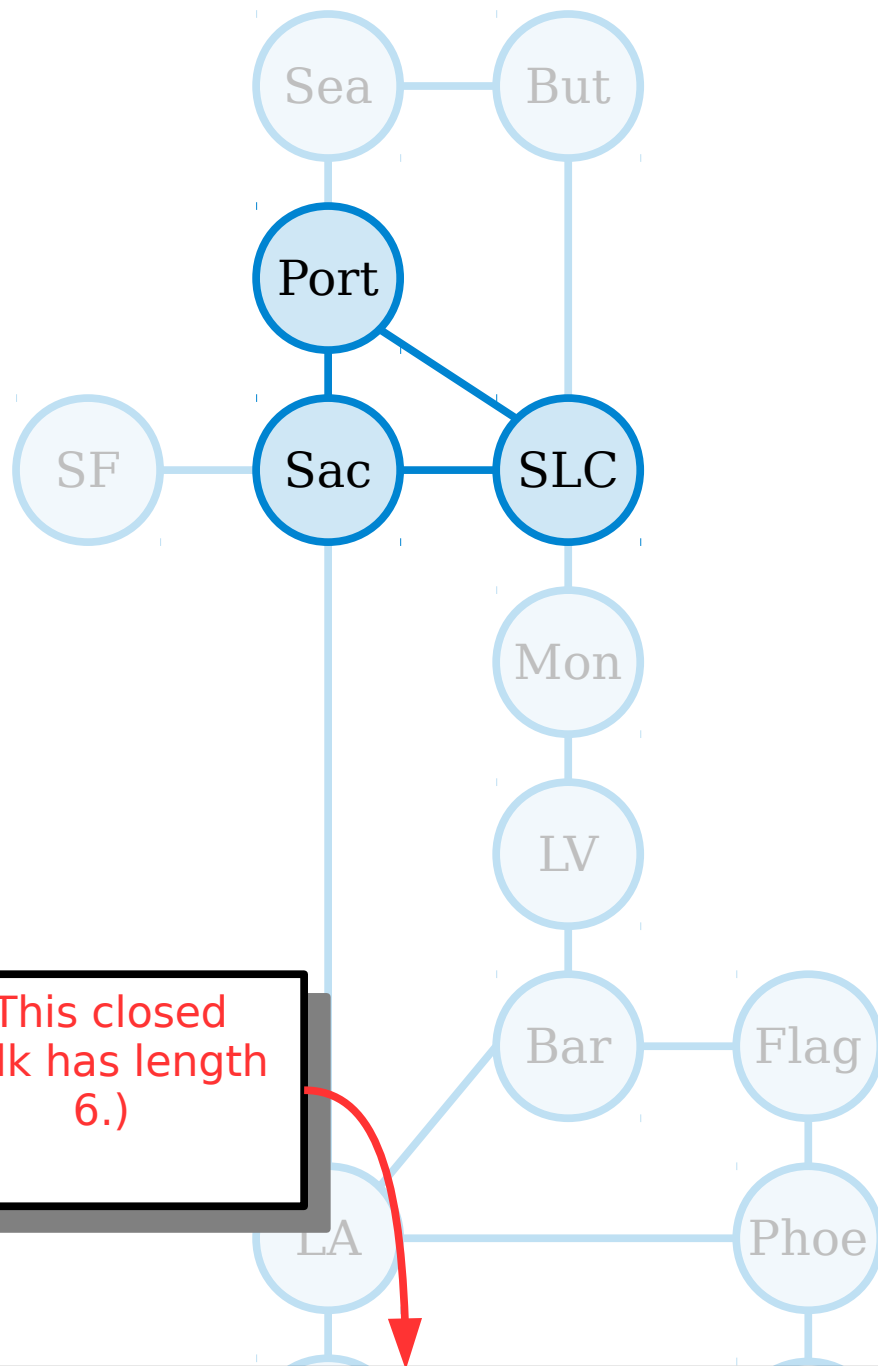 Sea
But
Port
SF
Sac
SLC
Mon
LV
This closed
lk has length
6.)
Bar
Flag
LA
Phoe